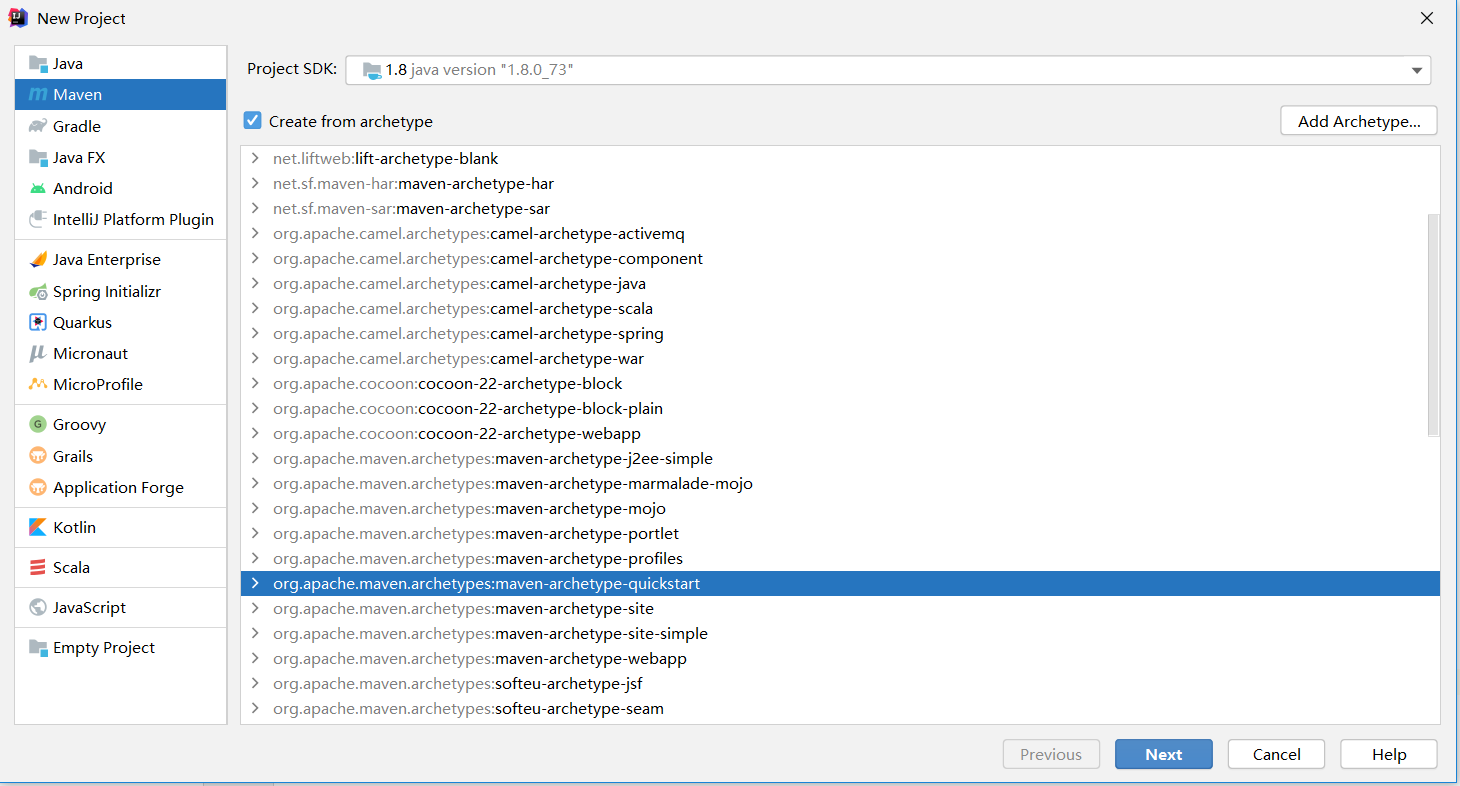 New Project
Java
Maven
Gradle
Java FX
Android
IntelliJ Platform Plugin
Java Enterprise
Spring Initializr
Quarkus
Micronaut
MicroProfile
Groovy
Grails
Application Forge
Kotlin
Scala
JavaScript
Empty Project
Project SDK: 1.8 java version "1.8.0_73"
Create from archetype
Add Archetype...
net.liftweb:lift-archetype-blank
net.sf.maven-har:maven-archetype-har
net.sf.maven-sar:maven-archetype-sar
org.apache.camel.archetypes:camel-archetype-activemq
org.apache.camel.archetypes:camel-archetype-component
org.apache.camel.archetypes:camel-archetype-java
org.apache.camel.archetypes:camel-archetype-scala
org.apache.camel.archetypes:camel-archetype-spring
org.apache.camel.archetypes:camel-archetype-war
org.apache.cocoon:cocoon-22-archetype-block
org.apache.cocoon:cocoon-22-archetype-block-plain
org.apache.cocoon:cocoon-22-archetype-webapp
org.apache.maven.archetypes:maven-archetype-j2ee-simple
org.apache.maven.archetypes:maven-archetype-marmalade-mojo
org.apache.maven.archetypes:maven-archetype-mojo
org.apache.maven.archetypes:maven-archetype-portlet
org.apache.maven.archetypes:maven-archetype-profiles
org.apache.maven.archetypes:maven-archetype-quickstart
org.apache.maven.archetypes:maven-archetype-site
org.apache.maven.archetypes:maven-archetype-site-simple
org.apache.maven.archetypes:maven-archetype-webapp
org.apache.maven.archetypes:softeu-archetype-jsf
org.apache.maven.archetypes:softeu-archetype-seam
Previous
Next
Cancel
Help